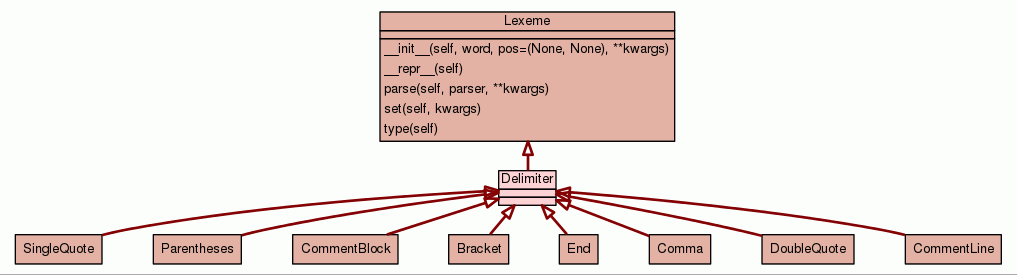 Lexeme
__init__(self, word, pos=(None, None), **kwargs)
__repr__(self)
parse(self, parser, **kwargs)
set(self, kwargs)
type(self)
Delimiter
SingleQuote Parentheses CommentBlock Bracket End Comma DoubleQuote CommentLine